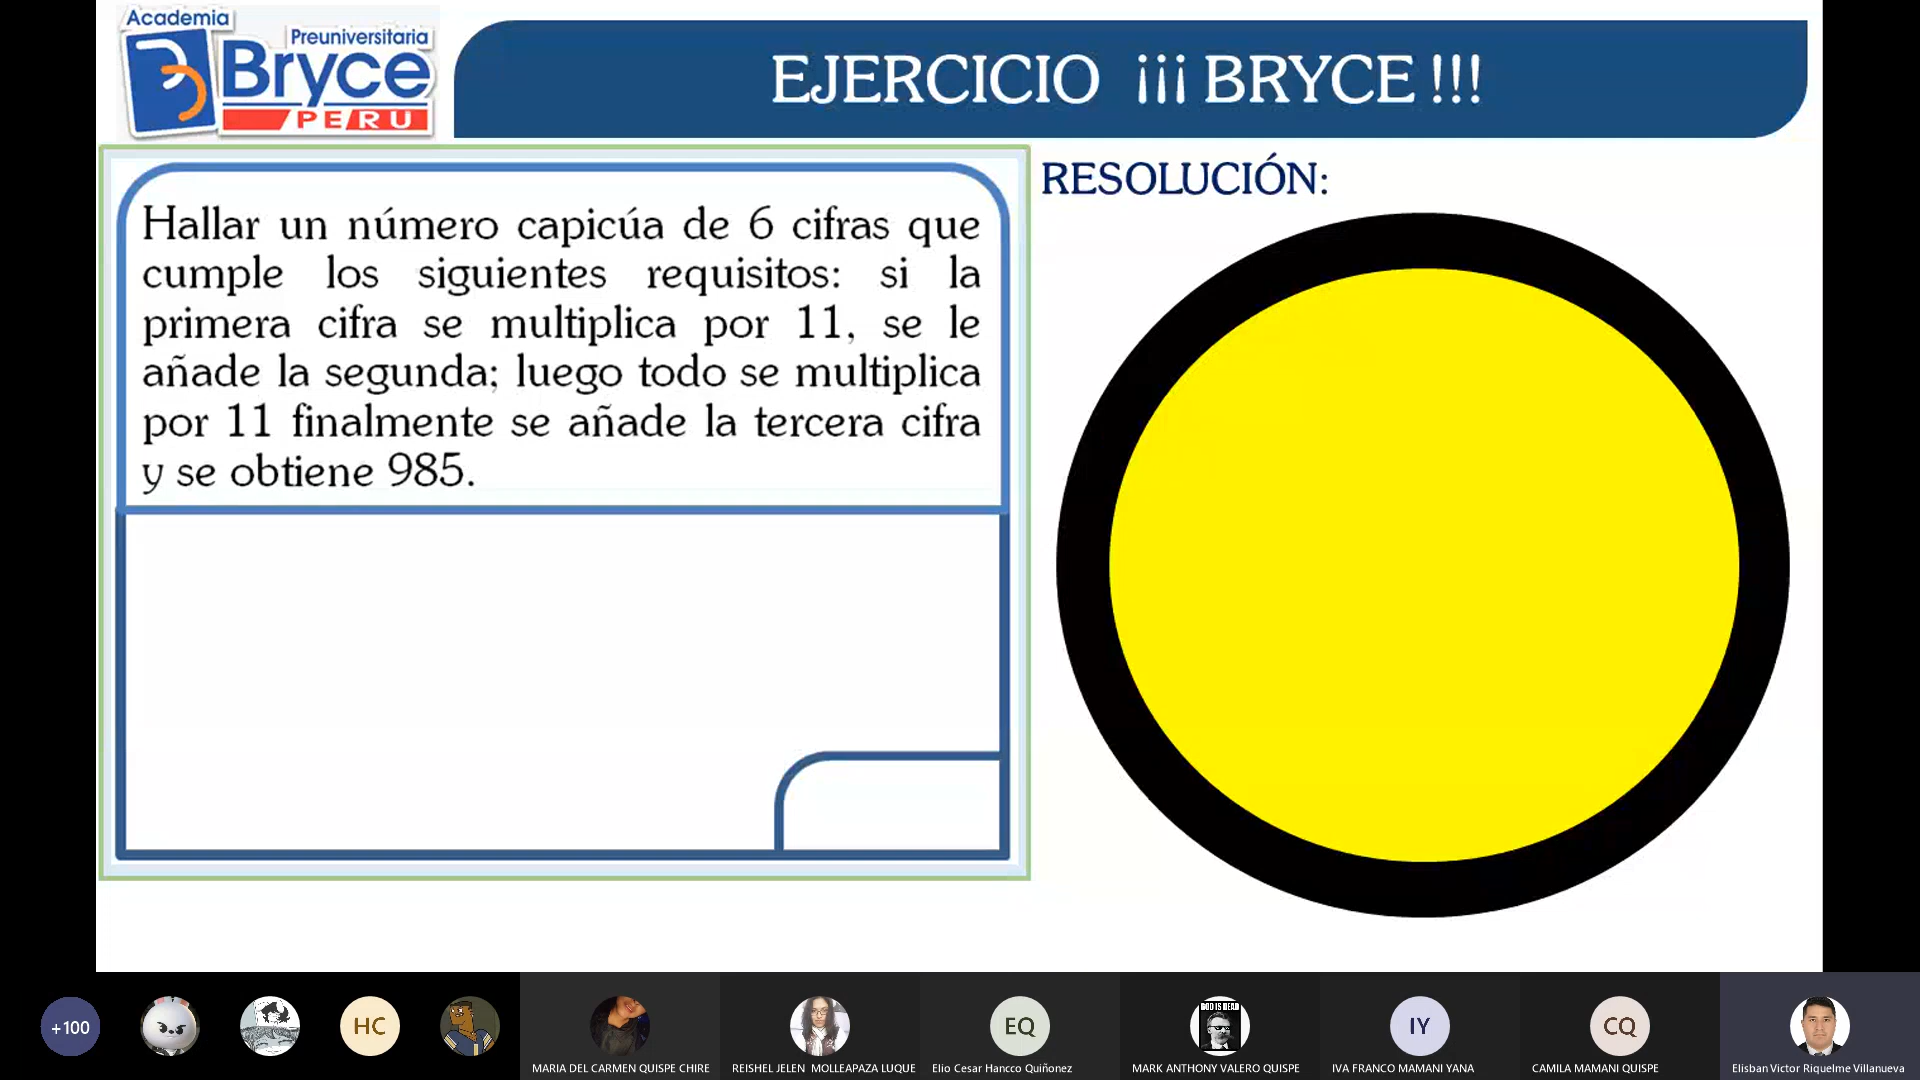 Academia
Preuniversitaria
Bryce
PERU
EJERCICIO ¡¡¡ BRYCE !!!
Hallar un número capicúa de 6 cifras que
cumple los siguientes requisitos: si la
primera cifra se multiplica por 11, se le
añade la segunda; luego todo se multiplica
por 11 finalmente se añade la tercera cifra
y se obtiene 985.
RESOLUCIÓN:
+100
HC
GOD IS DEAD
EQ
IY
CQ
MARIA DEL CARMEN QUISPE CHIRE
REISHEL JELEN MOLLEAPAZA LUQUE
Elio Cesar Hancco Quiñonez
MARK ANTHONY VALERO QUISPE
IVA FRANCO MAMANI YANA
CAMILA MAMANI QUISPE
Elisban Victor Riquelme Villanueva